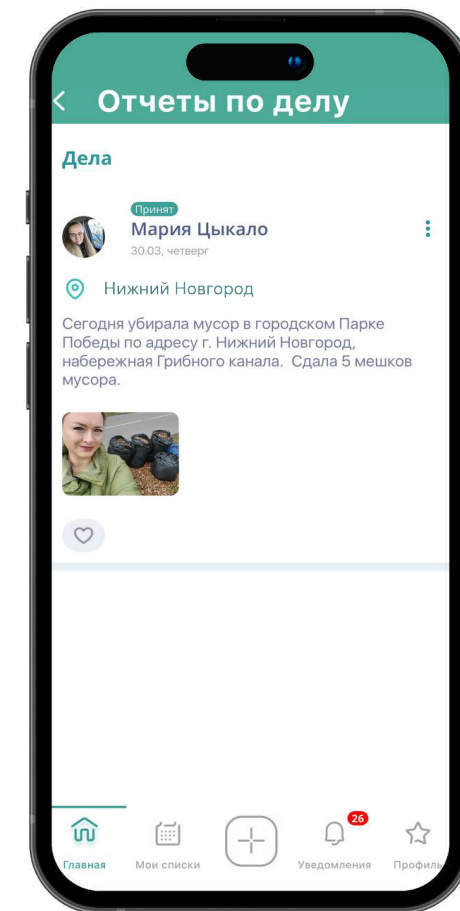 Отчеты по делу
Дела
Принят
Мария Цыкало
30.03, четверг
Нижний Новгород
Сегодня убирала мусор в городском Парке
Победы по адресу г. Нижний Новгород,
набережная Гребного канала. Сдала 5 мешков
мусора.
26
Главная
Мои списки
Уведомления
Профиль